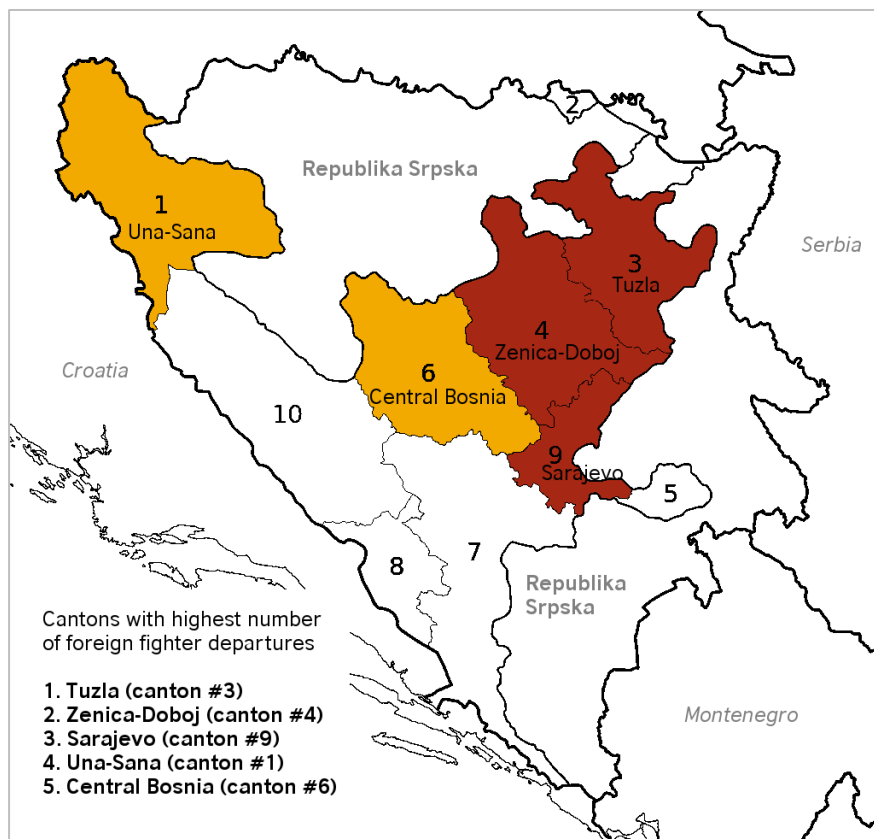 2
Republika Srpska
1
Una-Sana
Serbia
3
Tuzla
4
Zenica-Doboj
Croatia
6
Central Bosnia
10
9
Sarajevo
5
7
8
Republika
Srpska
Cantons with highest number
of foreign fighter departures
1. Tuzla (canton #3)
2. Zenica-Doboj (canton #4)
3. Sarajevo (canton #9)
4. Una-Sana (canton #1)
5. Central Bosnia (canton #6)
Montenegro